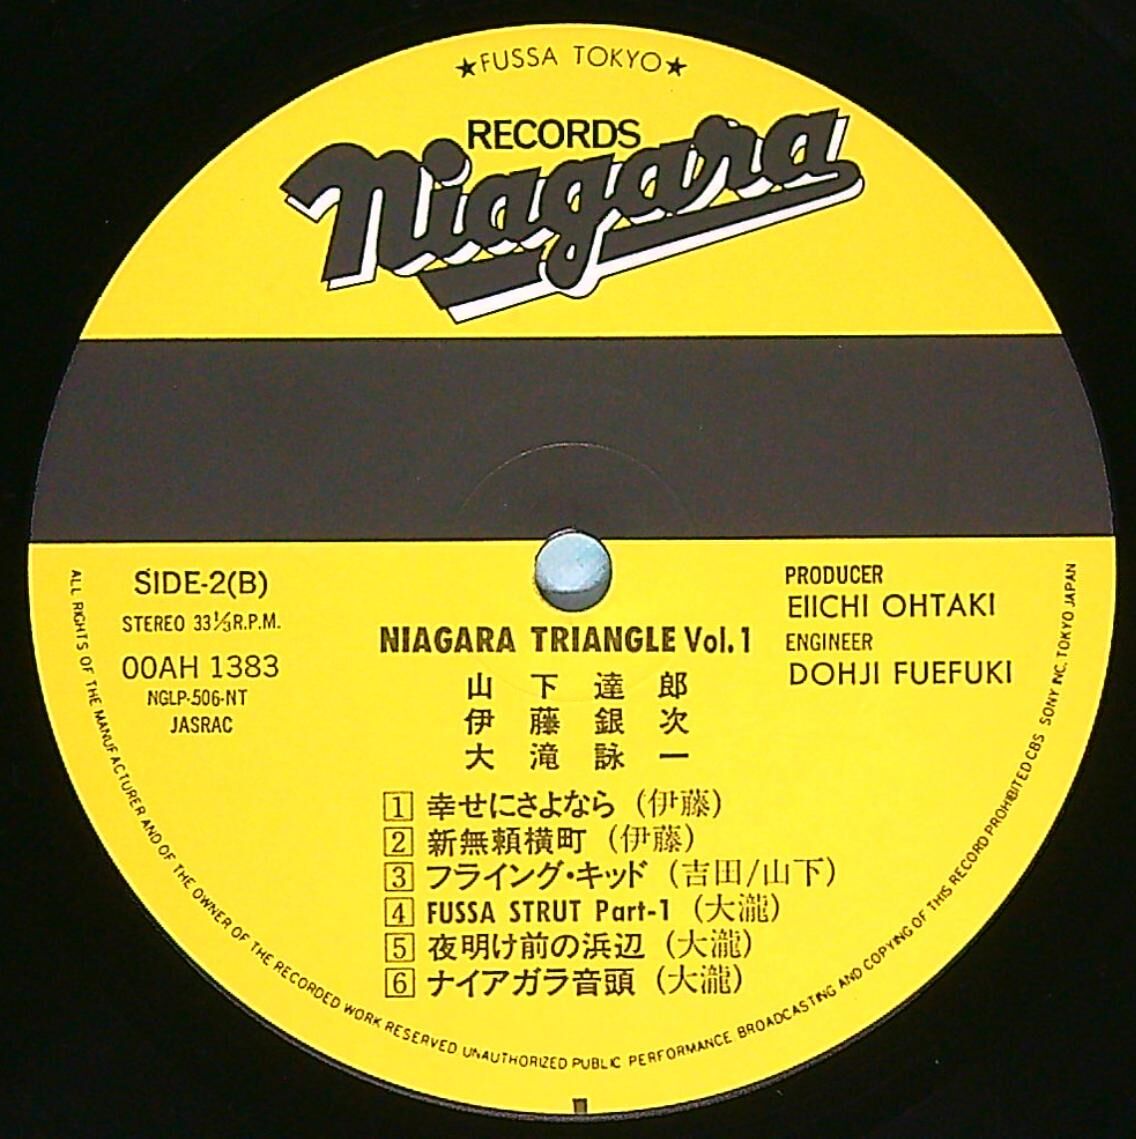 ★FUSSA TOKYO★
RECORDS
Niagara
SIDE-2(B)
STEREO 33⅓R.P.M.
00AH 1383
NGLP-506-NT
JASRAC
PRODUCER
EIICHI OHTAKI
ENGINEER
DOHJI FUEFUKI
NIAGARA TRIANGLE Vol.1
山下達郎
伊藤銀次
大滝詠一
1 幸せにさよなら (伊藤)
2 新無頼横町 (伊藤)
3 フライング・キッド (吉田/山下)
4 FUSSA STRUT Part-1 (大瀧)
5 夜明け前の浜辺 (大瀧)
6 ナイアガラ音頭 (大瀧)
ALL RIGHTS OF THE MANUFACTURER AND OF THE OWNER OF THE RECORDED WORK RESERVED UNAUTHORIZED PUBLIC PERFORMANCE BROADCASTING AND COPYING OF THIS RECORD PROHIBITED CBS SONY INC. TOKYO JAPAN